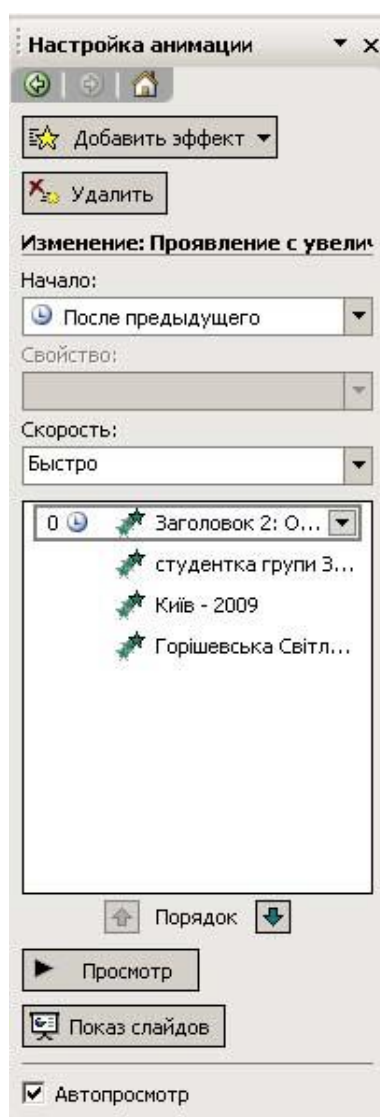 Настройка анимации
Добавить эффект
Удалить
Изменение: Проявление с увелич
Начало:
После предыдущего
Свойство:
Скорость:
Быстро
0 Заголовок 2: О...
студентка групи З...
Київ - 2009
Горішевська Світл...
Порядок
Просмотр
Показ слайдов
Автопросмотр